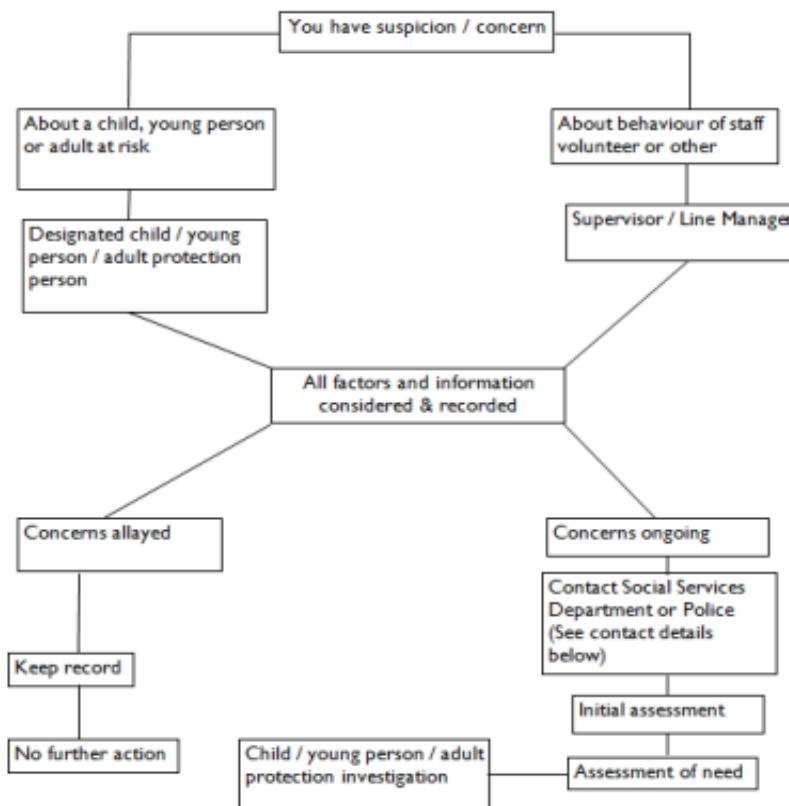 You have suspicion / concern
About a child, young person
or adult at risk
About behaviour of staff
volunteer or other
Designated child / young
person / adult protection
person
Supervisor / Line Manager
All factors and information
considered & recorded
Concerns allayed
Concerns ongoing
Contact Social Services
Department or Police
(See contact details
below)
Keep record
Initial assessment
No further action
Child / young person / adult
protection investigation
Assessment of need